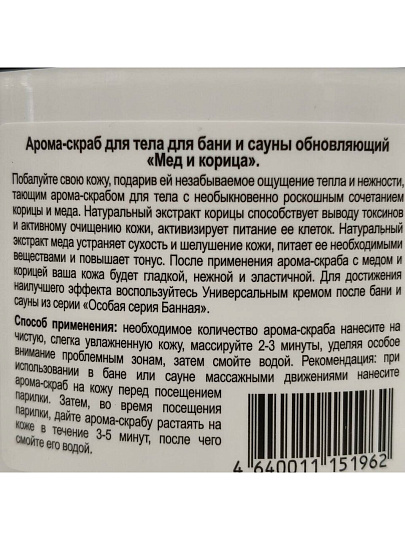 Арома-скраб для тела для бани и сауны обновляющий
«Мед и корица».
Побалуйте свою кожу, подарив ей незабываемое ощущение тепла и нежности,
тающим арома-скрабом для тела с необыкновенно роскошным сочетанием
корицы и меда. Натуральный экстракт корицы способствует выводу токсинов
и активному очищению кожи, активизирует питание ее клеток. Натуральный
экстракт меда устраняет сухость и шелушение кожи, питает ее необходимыми
веществами и повышает тонус. После применения арома-скраба с медом и
корицей ваша кожа будет гладкой, нежной и эластичной. Для достижения
наилучшего эффекта воспользуйтесь Универсальным кремом после бани и
сауны из серии «Особая серия Банная».
Способ применения: необходимое количество арома-скраба нанесите на
чистую, слегка увлажненную кожу, массируйте 2-3 минуты, уделяя особое
внимание проблемным зонам, затем смойте водой. Рекомендация: при
использовании в бане или сауне массажными движениями нанесите
арома-скраб на кожу перед посещением
парилки. Затем, во время посещения
парилки, дайте арома-скрабу растаять на
коже в течение 3-5 минут, после чего
смойте его водой.
4 640011 151962